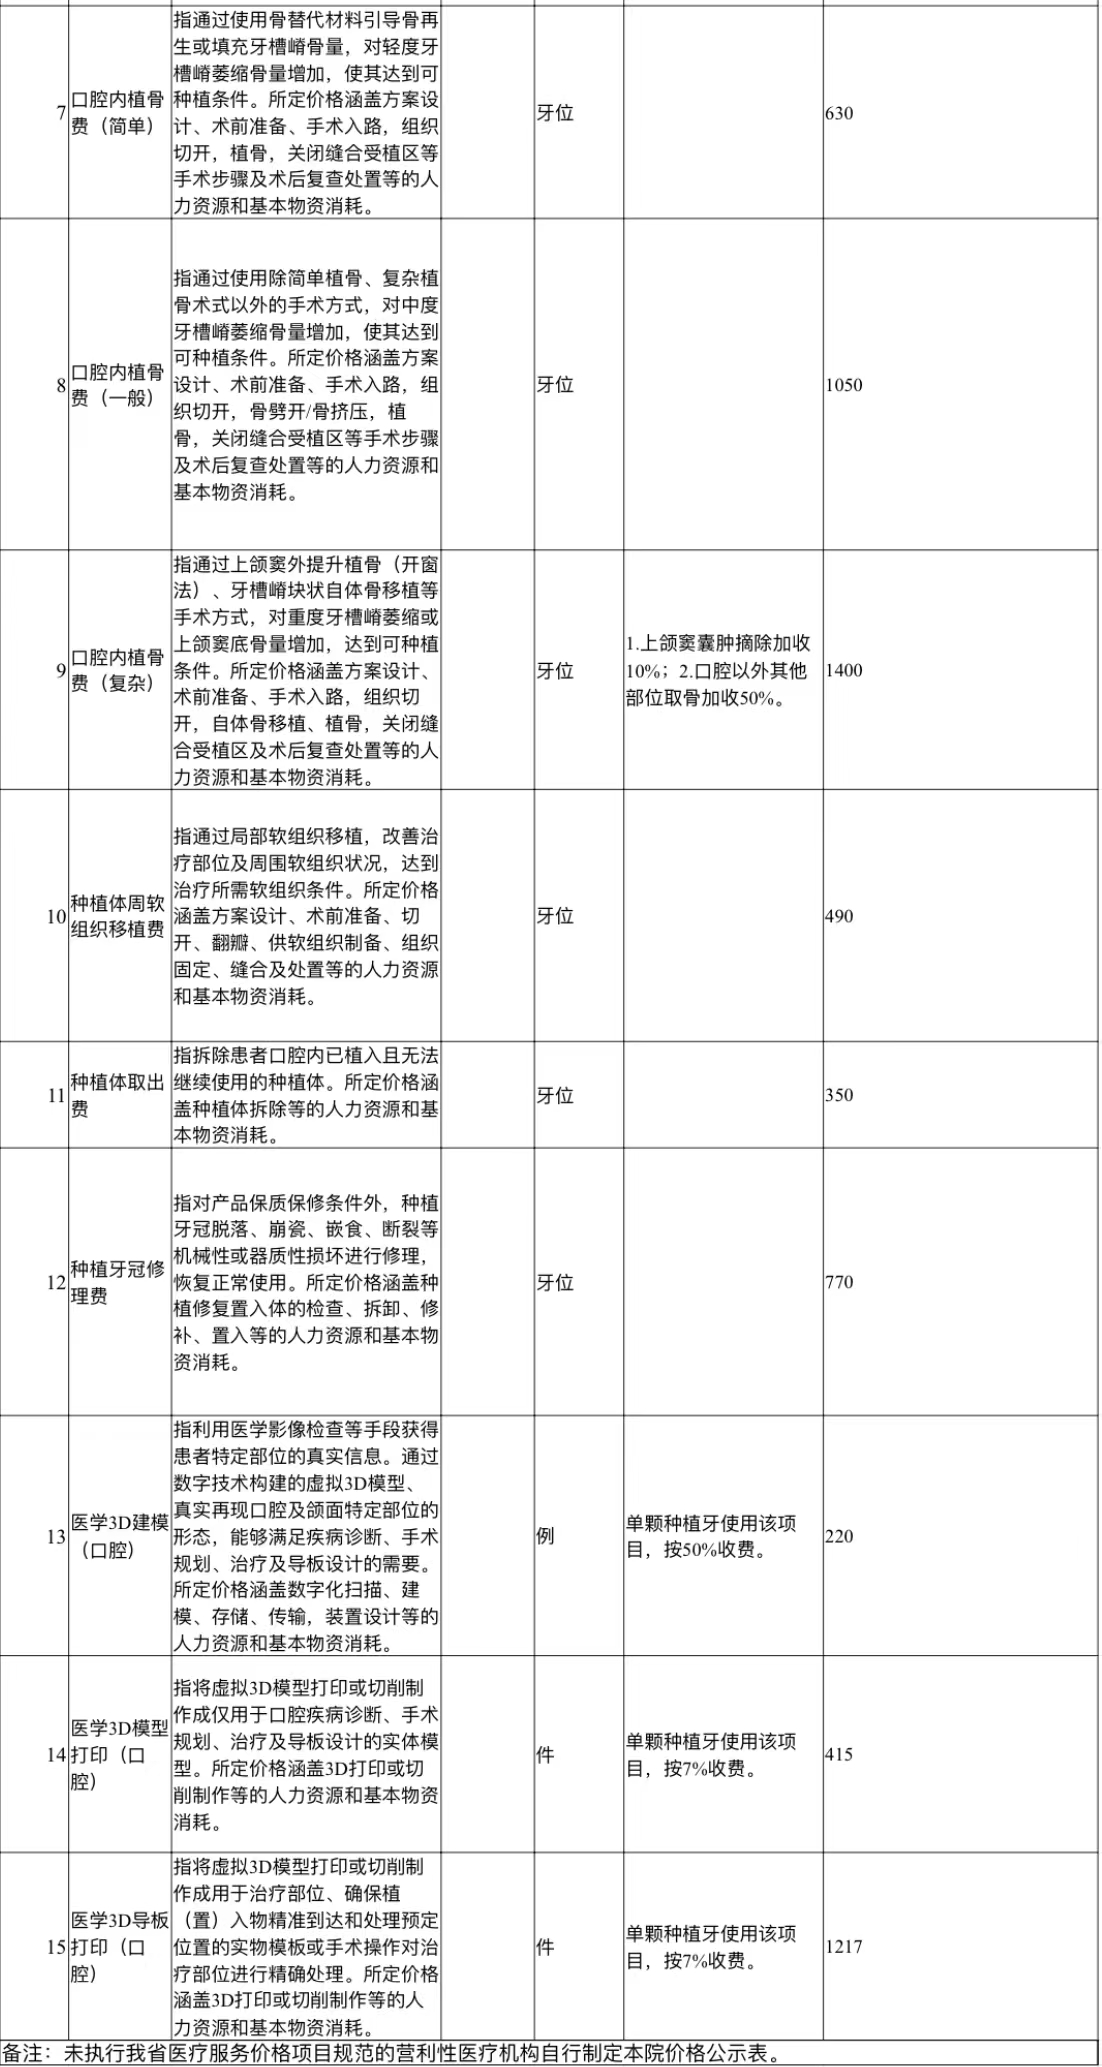 7
口腔内植骨
费（简单）
指通过使用骨替代材料引导骨再
生或填充牙槽嵴骨量，对轻度牙
槽嵴萎缩骨量增加，使其达到可
种植条件。所定价格涵盖方案设
计、术前准备、手术入路，组织
切开，植骨，关闭缝合受植区等
手术步骤及术后复查处置等的人
力资源和基本物资消耗。
牙位
630
8
口腔内植骨
费（一般）
指通过使用除简单植骨、复杂植
骨术式以外的手术方式，对中度
牙槽嵴萎缩骨量增加，使其达到
可种植条件。所定价格涵盖方案
设计、术前准备、手术入路，组
织切开，骨劈开/骨挤压，植
骨，关闭缝合受植区等手术步骤
及术后复查处置等的人力资源和
基本物资消耗。
牙位
1050
9
口腔内植骨
费（复杂）
指通过上颌窦外提升植骨（开窗
法）、牙槽嵴块状自体骨移植等
手术方式，对重度牙槽嵴萎缩或
上颌窦底骨量增加，达到可种植
条件。所定价格涵盖方案设计、
术前准备、手术入路，组织切
开，自体骨移植、植骨，关闭缝
合受植区及术后复查处置等的人
力资源和基本物资消耗。
牙位
1.上颌窦囊肿摘除加收
10%；2.口腔以外其他
部位取骨加收50%。
1400
10
种植体周软
组织移植费
指通过局部软组织移植，改善治
疗部位及周围软组织状况，达到
治疗所需软组织条件。所定价格
涵盖方案设计、术前准备、切
开、翻瓣、供软组织制备、组织
固定、缝合及处置等的人力资源
和基本物资消耗。
牙位
490
11
种植体取出
费
指拆除患者口腔内已植入且无法
继续使用的种植体。所定价格涵
盖种植体拆除等的人力资源和基
本物资消耗。
牙位
350
12
种植牙冠修
理费
指对产品保质保修条件外，种植
牙冠脱落、崩瓷、嵌食、断裂等
机械性或器质性损坏进行修理，
恢复正常使用。所定价格涵盖种
植修复置入体的检查、拆卸、修
补、置入等的人力资源和基本物
资消耗。
牙位
770
13
医学3D建模
（口腔）
指利用医学影像检查等手段获得
患者特定部位的真实信息。通过
数字技术构建的虚拟3D模型、
真实再现口腔及颌面特定部位的
形态，能够满足疾病诊断、手术
规划、治疗及导板设计的需要。
所定价格涵盖数字化扫描、建
模、存储、传输，装置设计等的
人力资源和基本物资消耗。
例
单颗种植牙使用该项
目，按50%收费。
220
14
医学3D模型
打印（口
腔）
指将虚拟3D模型打印或切削制
作成仅用于口腔疾病诊断、手术
规划、治疗及导板设计的实体模
型。所定价格涵盖3D打印或切
削制作等的人力资源和基本物资
消耗。
件
单颗种植牙使用该项
目，按7%收费。
415
15
医学3D导板
打印（口
腔）
指将虚拟3D模型打印或切削制
作成用于治疗部位、确保植
（置）入物精准到达和处理预定
位置的实物模板或手术操作对治
疗部位进行精确处理。所定价格
涵盖3D打印或切削制作等的人
力资源和基本物资消耗。
件
单颗种植牙使用该项
目，按7%收费。
1217
备注：未执行我省医疗服务价格项目规范的营利性医疗机构自行制定本院价格公示表。